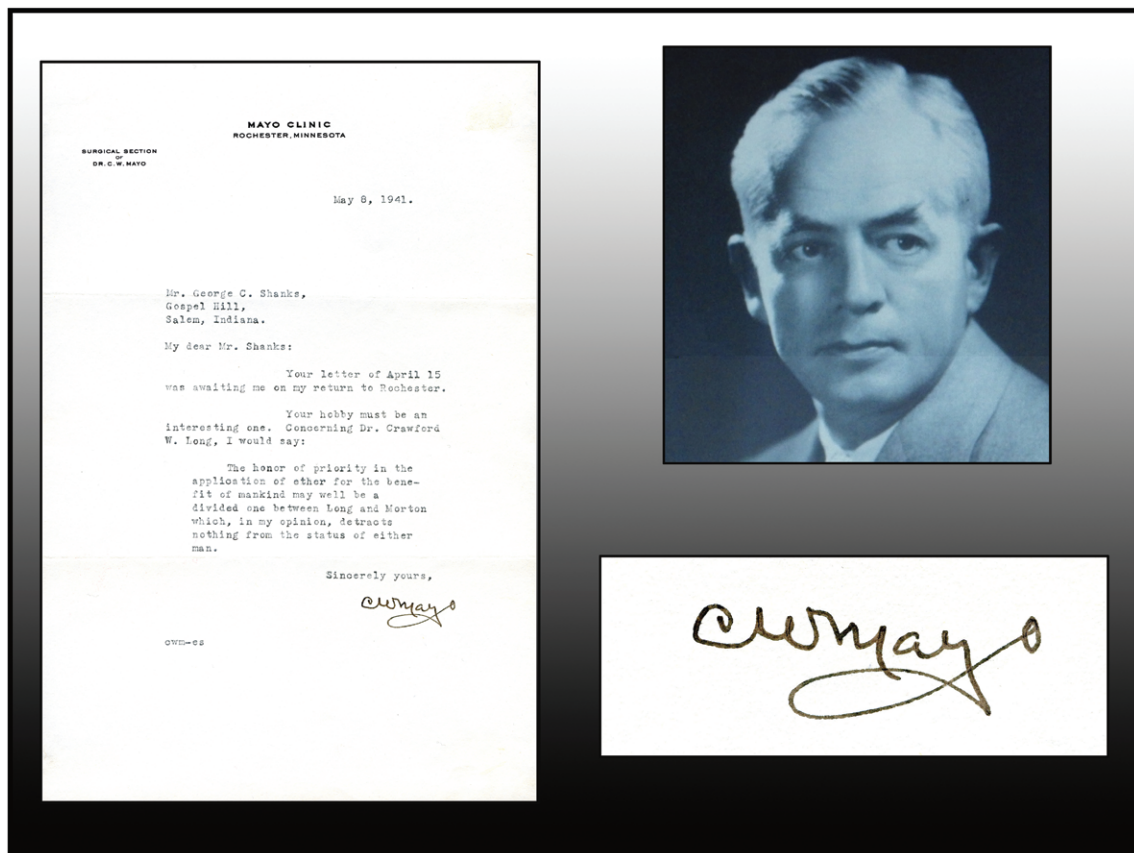 MAYO CLINIC
ROCHESTER, MINNESOTA
SURGICAL SECTION
OF
DR. C. W. MAYO
May 8, 1941.
Mr. George C. Shanks,
Gospel Hill,
Salem, Indiana.
My dear Mr. Shanks:
Your letter of April 15
was awaiting me on my return to Rochester.
Your hobby must be an
interesting one. Concerning Dr. Crawford
W. Long, I would say:
The honor of priority in the
application of ether for the bene-
fit of mankind may well be a
divided one between Long and Morton
which, in my opinion, detracts
nothing from the status of either
man.
Sincerely yours,
CWMayo
cwm-es
CWMayo